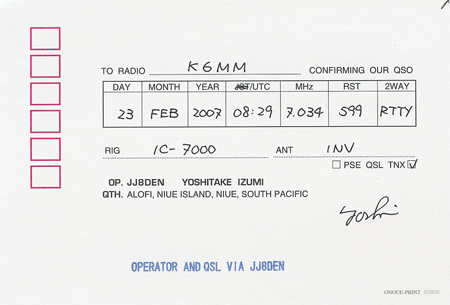 TO RADIO K6MM CONFIRMING OUR QSO
DAY MONTH YEAR JST/UTC MHz RST 2WAY
23 FEB 2007 08:29 7.034 599 RTTY
RIG IC-7000 ANT INV
PSE QSL TNX
OP. JJ8DEN YOSHITAKE IZUMI
QTH. ALOFI, NIUE ISLAND, NIUE, SOUTH PACIFIC
Yoshi
OPERATOR AND QSL VIA JJ8DEN
ONOUE-PRINT